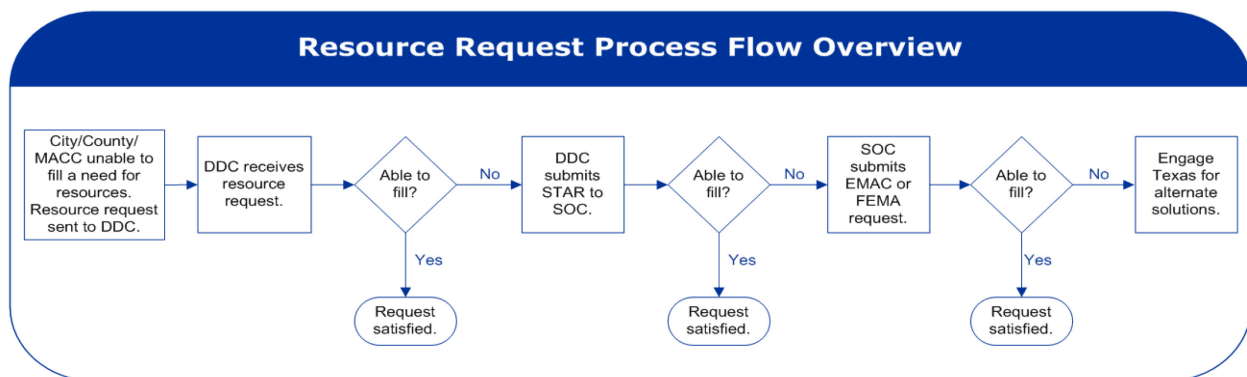 Resource Request Process Flow Overview
City/County/
MACC unable to
fill a need for
resources.
Resource request
sent to DDC.
DDC receives
resource
request.
Able to
fill?
No
Yes
Request
satisfied.
DDC
submits
STAR to
SOC.
Able to
fill?
No
Yes
Request
satisfied.
SOC
submits
EMAC or
FEMA
request.
Able to
fill?
No
Yes
Request
satisfied.
Engage
Texas for
alternate
solutions.